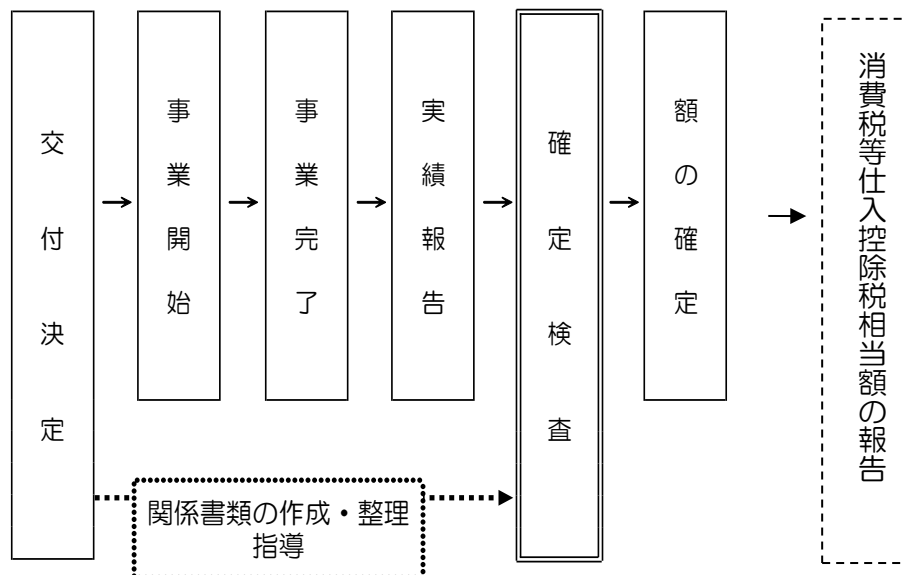 交付決定
事業開始
事業完了
実績報告
確定検査
額の確定
消費税等仕入控除税相当額の報告
関係書類の作成・整理
指導